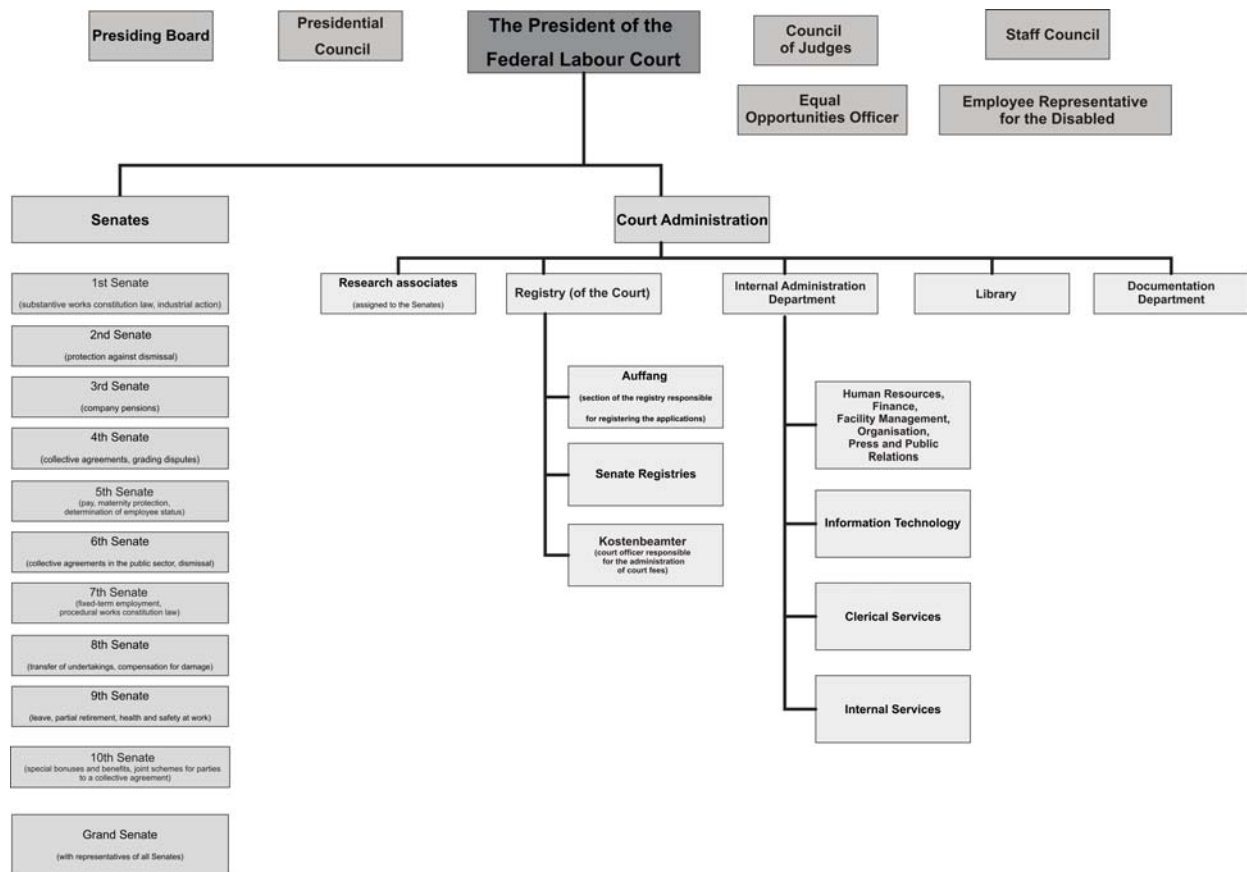 Presiding Board
Presidential
Council
The President of the
Federal Labour Court
Council
of Judges
Staff Council
Equal
Opportunities Officer
Employee Representative
for the Disabled
Senates
Court Administration
1st Senate
(substantive works constitution law, industrial action)
2nd Senate
(protection against dismissal)
3rd Senate
(company pensions)
4th Senate
(collective agreements, grading disputes)
5th Senate
(pay, maternity protection,
determination of employee status)
6th Senate
(collective agreements in the public sector, dismissal)
7th Senate
(fixed-term employment,
procedural works constitution law)
8th Senate
(transfer of undertakings, compensation for damage)
9th Senate
(leave, partial retirement, health and safety at work)
10th Senate
(special bonuses and benefits, joint schemes for parties
to a collective agreement)
Grand Senate
(with representatives of all Senates)
Research associates
(assigned to the Senates)
Registry (of the Court)
Internal Administration
Department
Library
Documentation
Department
Auffang
(section of the registry responsible
for registering the applications)
Senate Registries
Kostenbeamter
(court officer responsible
for the administration
of court fees)
Human Resources,
Finance,
Facility Management,
Organisation,
Press and Public
Relations
Information Technology
Clerical Services
Internal Services